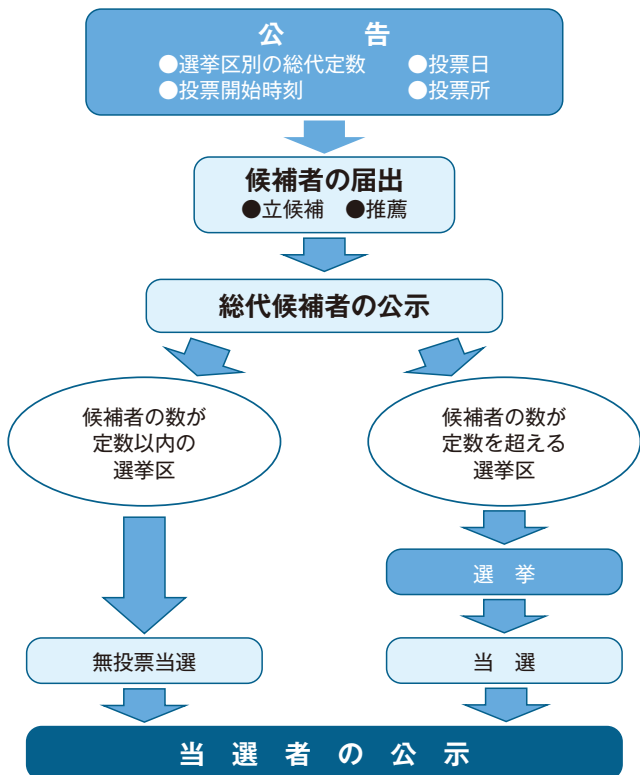 公　告
●選挙区別の総代定数　●投票日
●投票開始時刻　●投票所
候補者の届出
●立候補　●推薦
総代候補者の公示
候補者の数が
定数以内の
選挙区
候補者の数が
定数を超える
選挙区
選　挙
無投票当選
当　選
当選者の公示